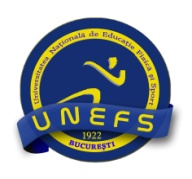 Universitatea Națională de Educație Fizică și Sport
UNEFS
1922
BUCUREȘTI